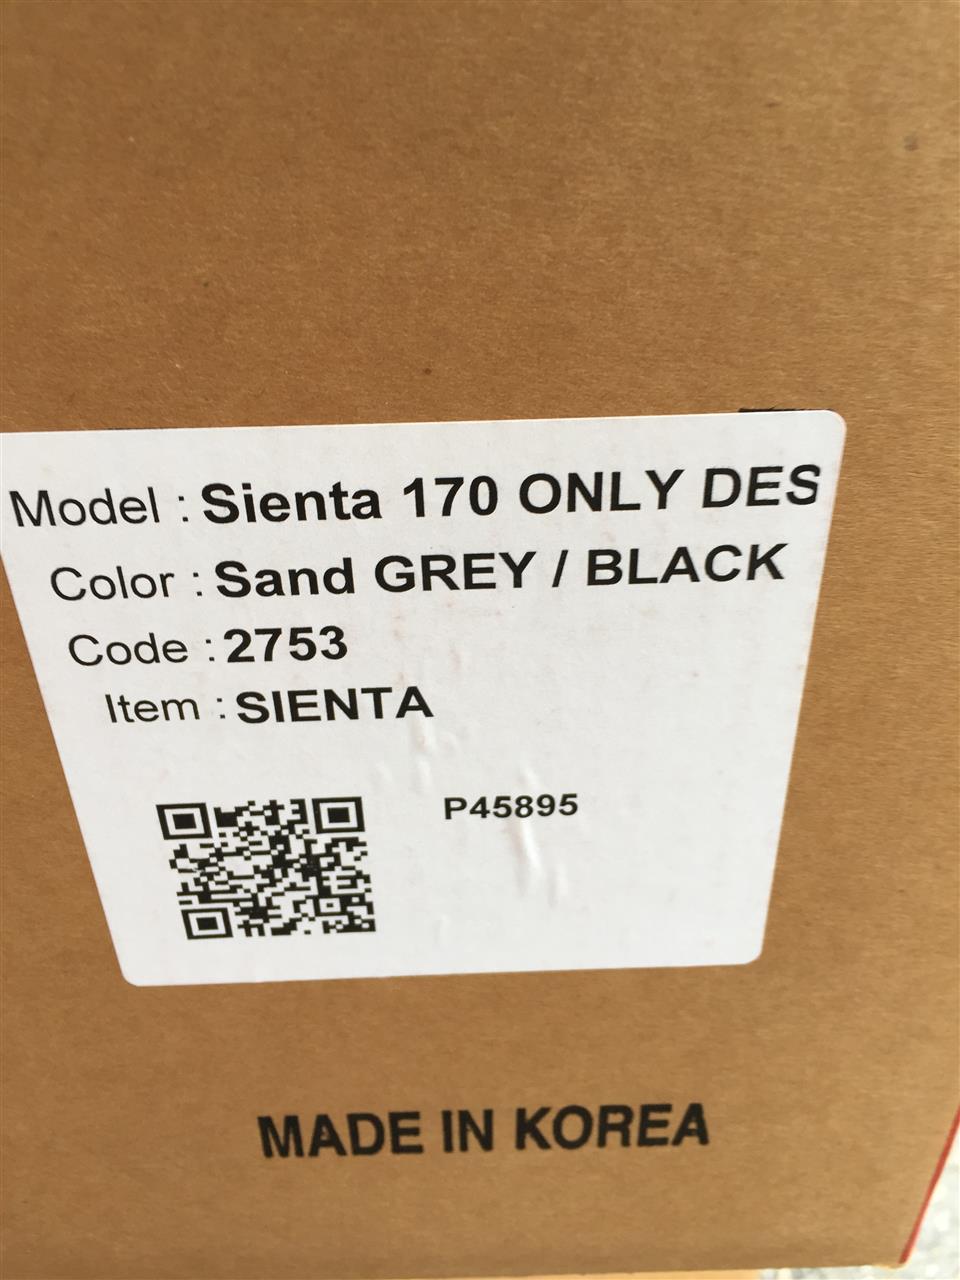 Model : Sienta 170 ONLY DES
Color : Sand GREY / BLACK
Code : 2753
Item : SIENTA
P45895
MADE IN KOREA